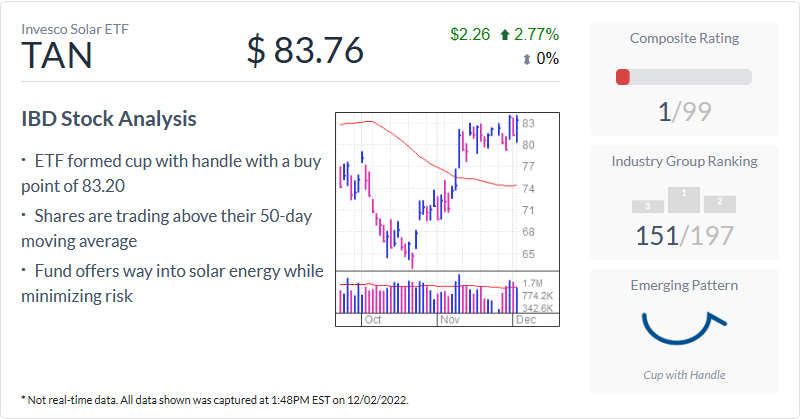 Invesco Solar ETF
TAN
$ 83.76
$2.26 2.77%
0%
IBD Stock Analysis
· ETF formed cup with handle with a buy
point of 83.20
· Shares are trading above their 50-day
moving average
· Fund offers way into solar energy while
minimizing risk
83
80
77
74
71
68
65
1.7M
774.2K
342.6K
Oct Nov Dec
Composite Rating
1/99
Industry Group Ranking
3 1 2
151/197
Emerging Pattern
Cup with Handle
* Not real-time data. All data shown was captured at 1:48PM EST on 12/02/2022.